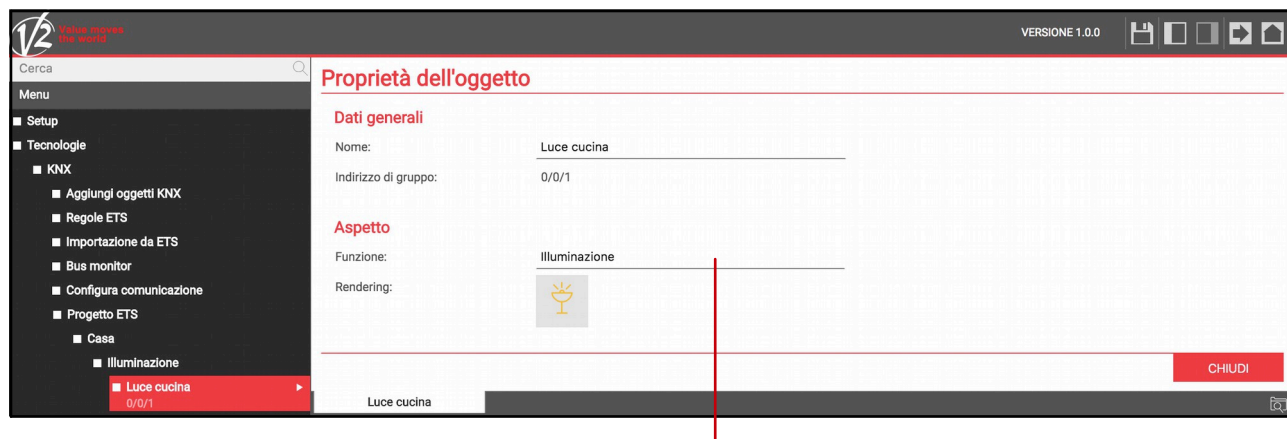 V2 Value moves
the world
VERSIONE 1.0.0
Cerca
Menu
Setup
Tecnologie
KNX
Aggiungi oggetti KNX
Regole ETS
Importazione da ETS
Bus monitor
Configura comunicazione
Progetto ETS
Casa
Illuminazione
Luce cucina
0/0/1
Proprietà dell'oggetto
Dati generali
Nome: Luce cucina
Indirizzo di gruppo: 0/0/1
Aspetto
Funzione: Illuminazione
Rendering:
CHIUDI
Luce cucina